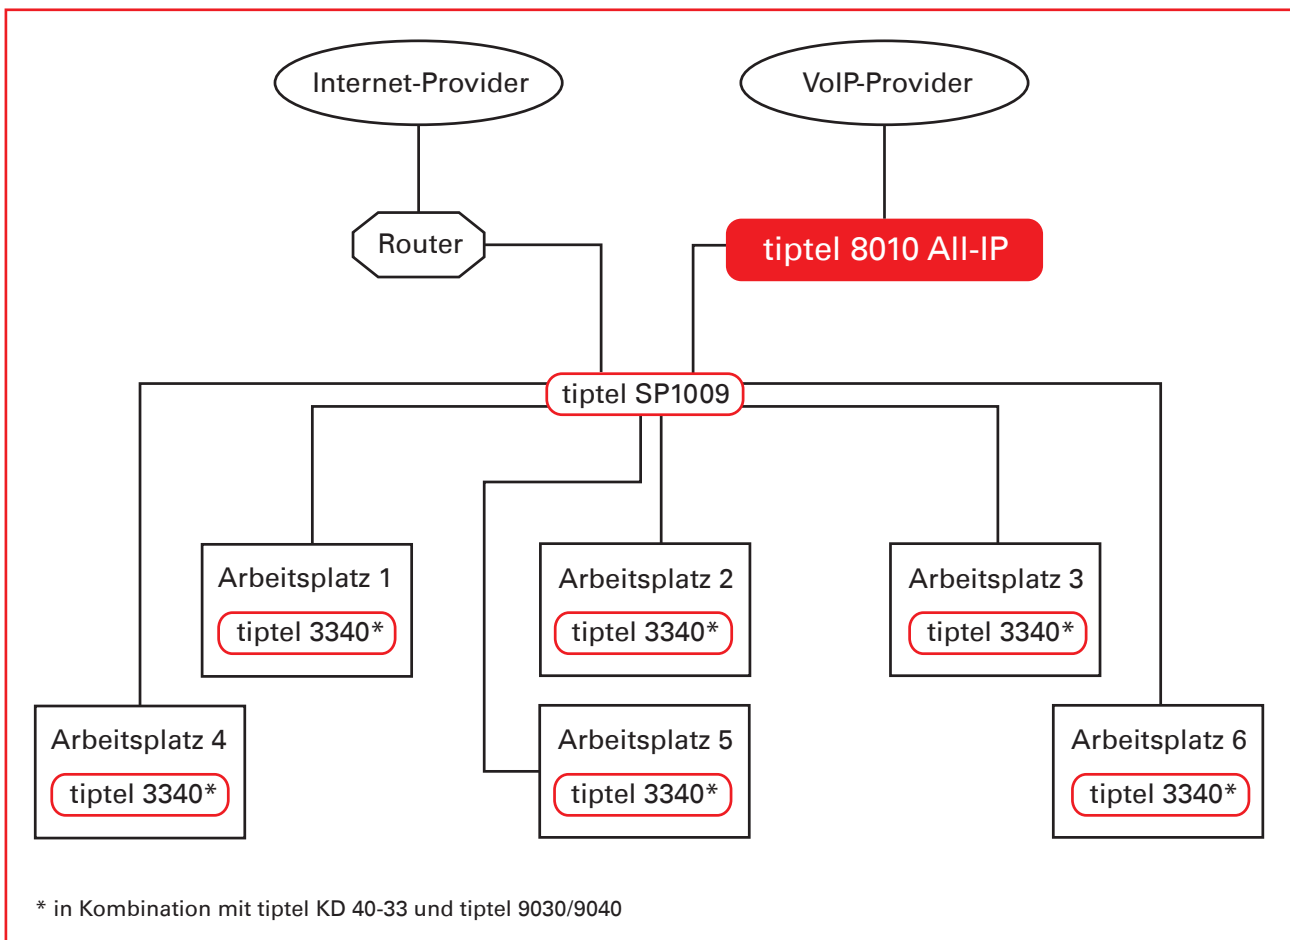 Internet-Provider
VoIP-Provider
Router
tiptel 8010 All-IP
tiptel SP1009
Arbeitsplatz 1
tiptel 3340*
Arbeitsplatz 2
tiptel 3340*
Arbeitsplatz 3
tiptel 3340*
Arbeitsplatz 4
tiptel 3340*
Arbeitsplatz 5
tiptel 3340*
Arbeitsplatz 6
tiptel 3340*
* in Kombination mit tiptel KD 40-33 und tiptel 9030/9040